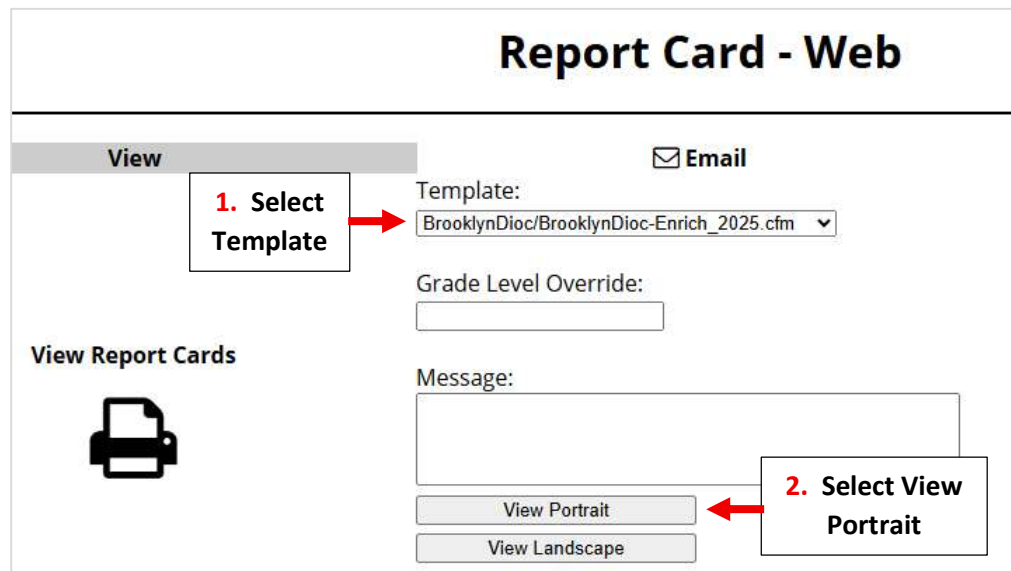 Report Card - Web
View
Email
1. Select
Template
Template:
BrooklynDioc/BrooklynDioc-Enrich_2025.cfm
Grade Level Override:
View Report Cards
Message:
2. Select View
Portrait
View Portrait
View Landscape